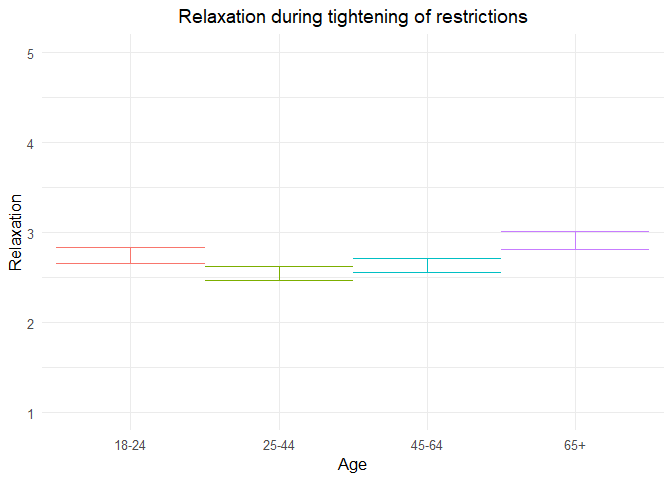 Relaxation during tightening of restrictions
Relaxation
5
4
3
2
1
18-24 25-44 45-64 65+
Age